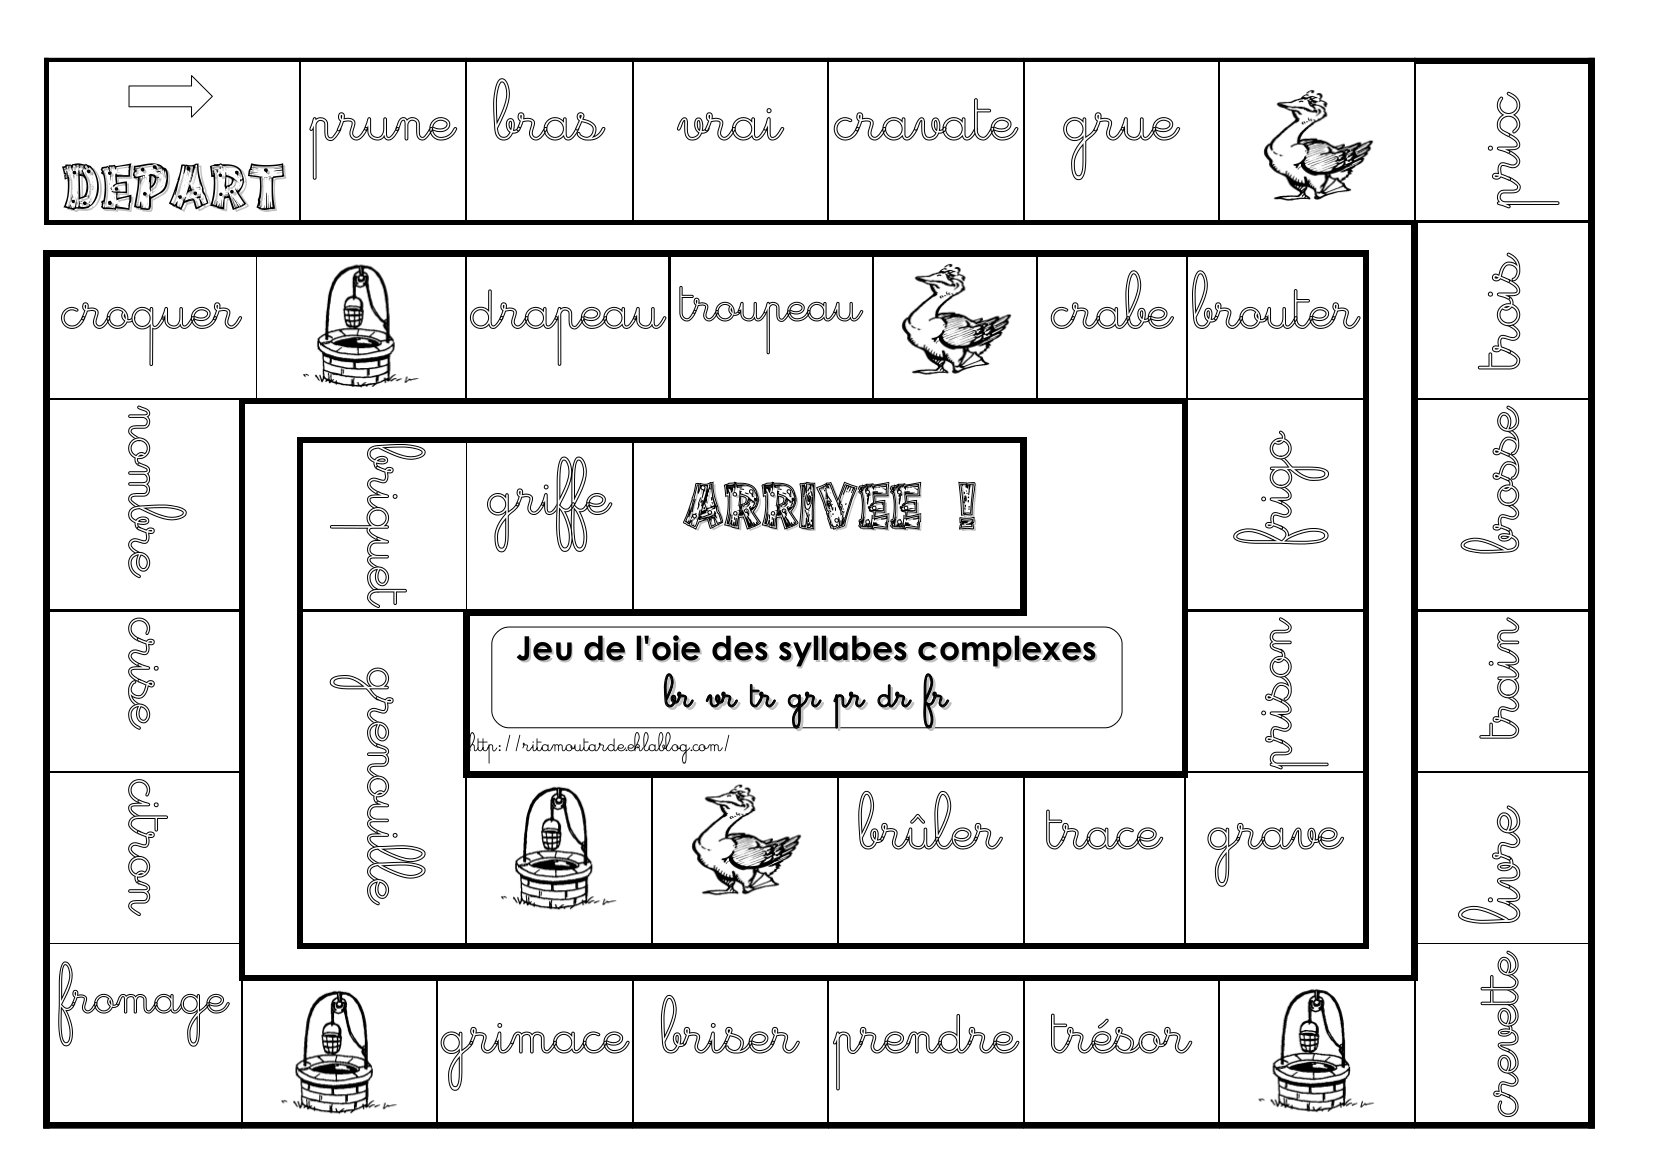 DEPART
prune
bras
vrai
cravate
grue
prix
trois
brosse
train
livre
crevette
trésor
prendre
briser
grimace
fromage
citron
crise
nombre
croquer
drapeau
troupeau
crabe
brouter
frigo
prison
grave
trace
brûler
grenouille
briquet
griffe
ARRIVEE !
Jeu de l'oie des syllabes complexes
br vr tr gr pr dr fr
http://ritamoutarde.eklablog.com/